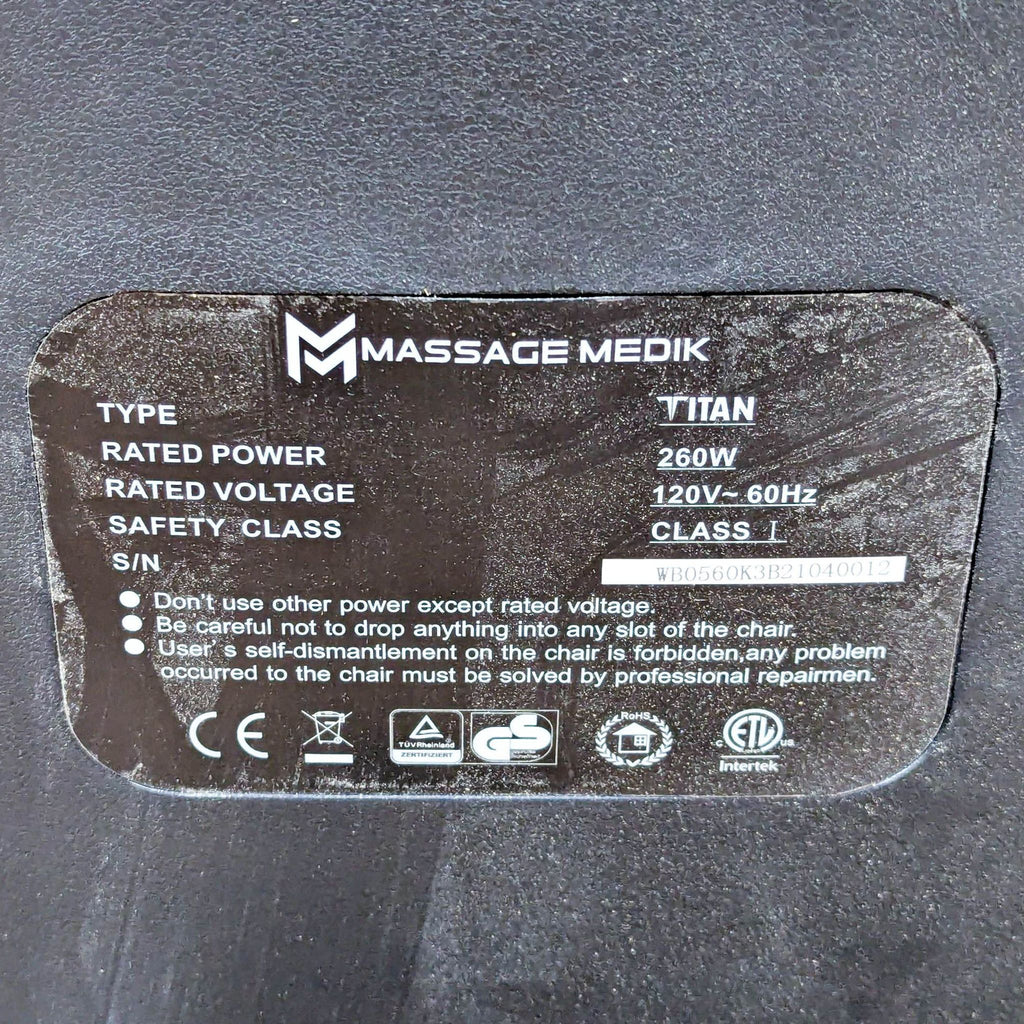 MASSAGE MEDIK
TYPE TITAN
RATED POWER 260W
RATED VOLTAGE 120V~ 60Hz
SAFETY CLASS CLASS I
S/N WB0560K3B21040012
● Don't use other power except rated voltage.
● Be careful not to drop anything into any slot of the chair.
● User's self-dismantlement on the chair is forbidden,any problem
occurred to the chair must be solved by professional repairmen.
CE TÜVRheinland ZERTIFIZIERT GS RoHS c ETL us
Intertek